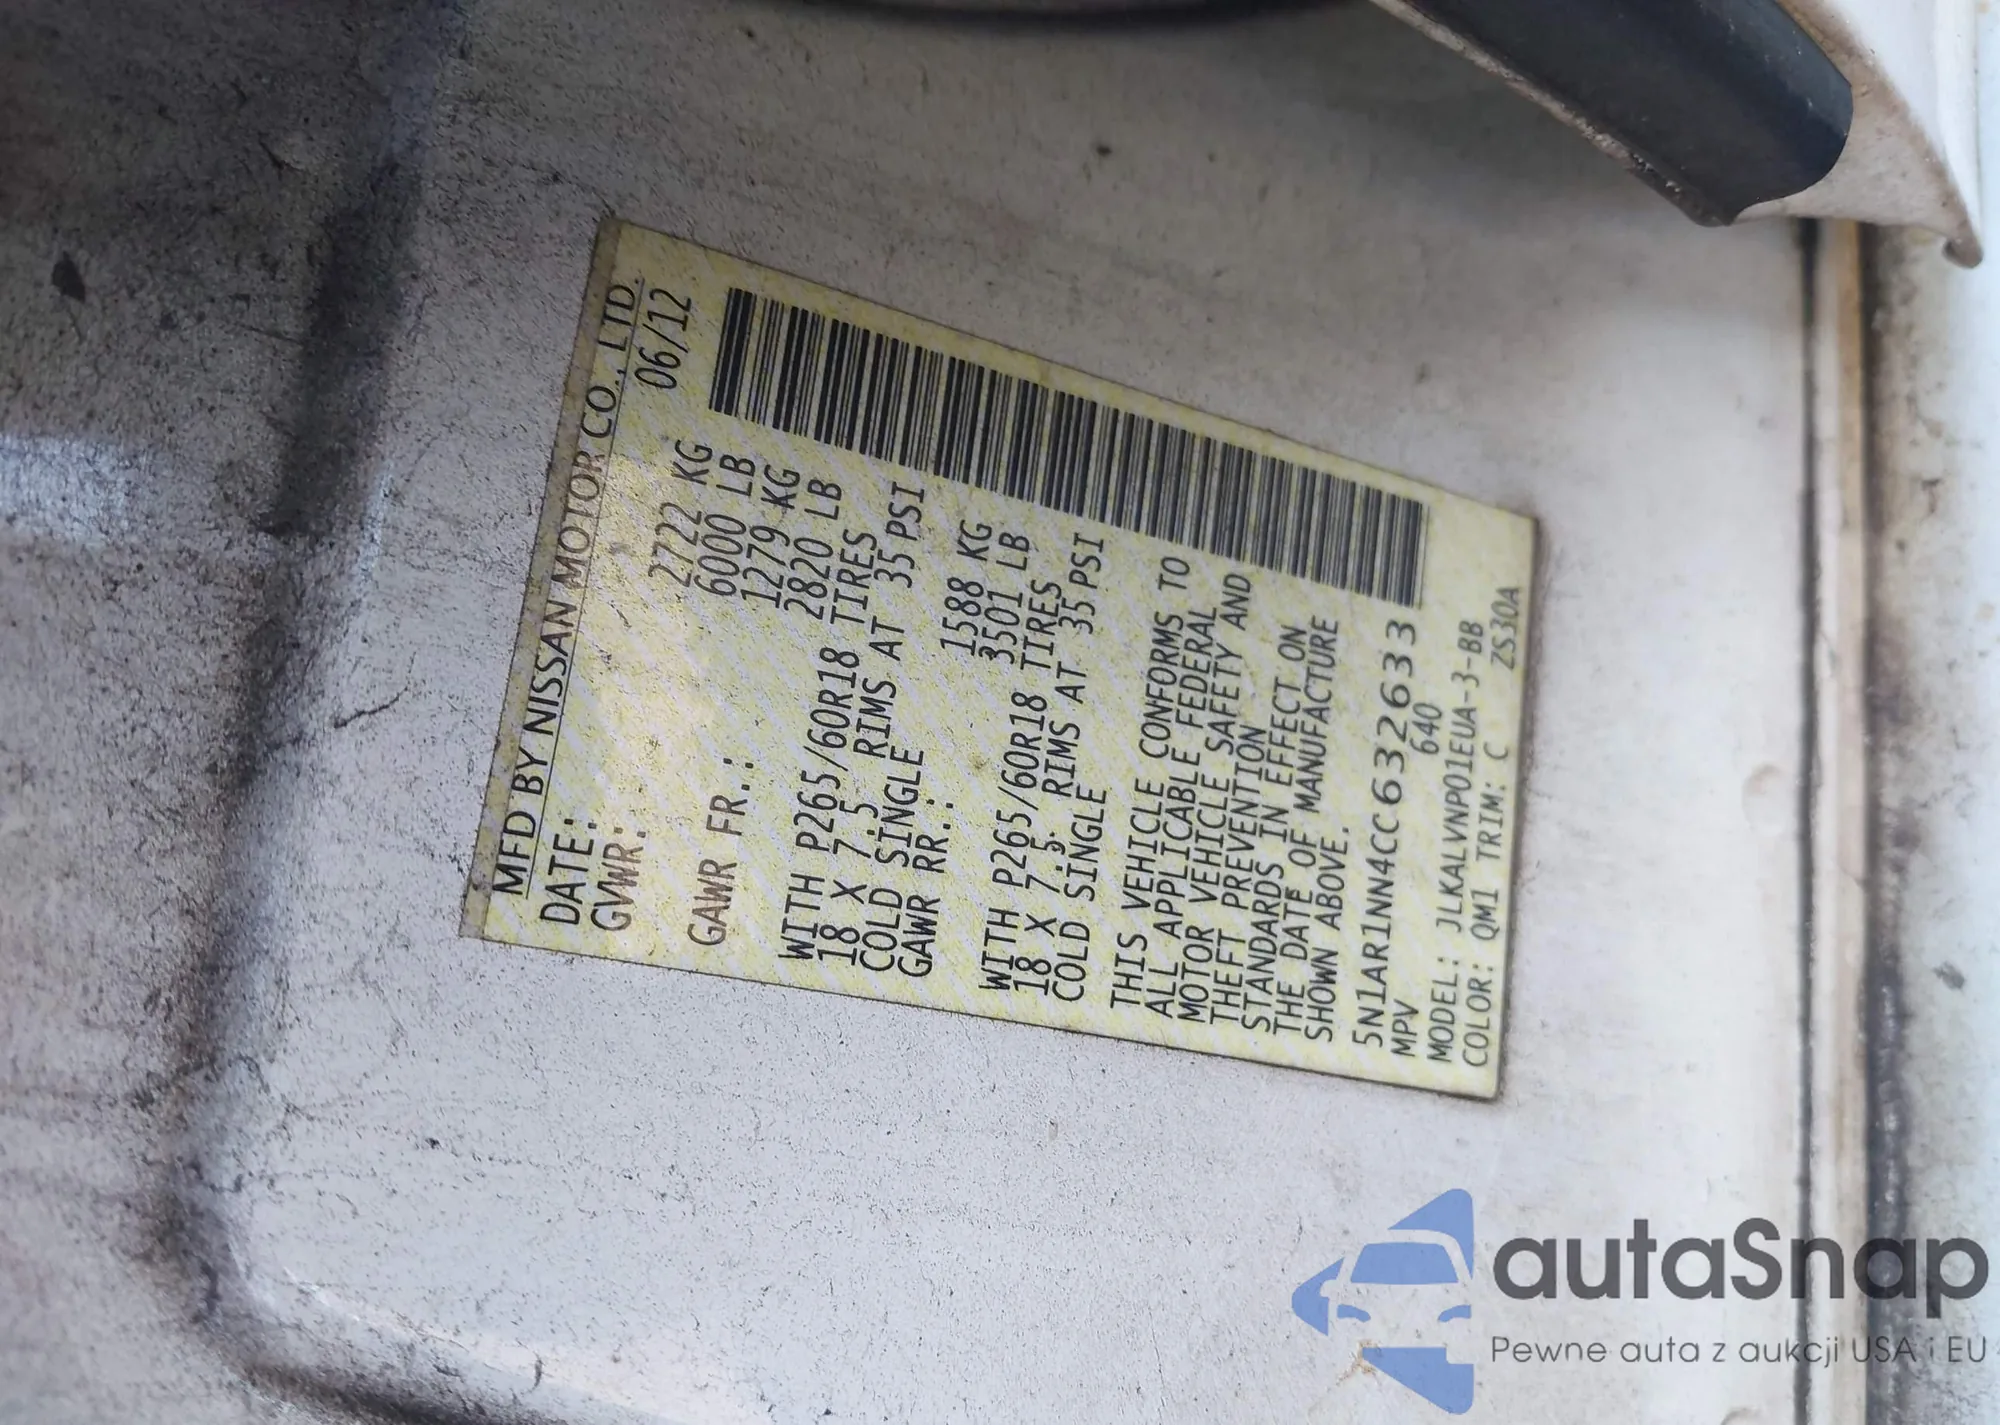 MFD BY NISSAN MOTOR CO., LTD.
DATE: 06/12
GVWR: 2722 KG
6000 LB
GAWR FR.: 1279 KG
2820 LB
WITH P265/60R18 TIRES
18 X 7.5 RIMS AT 35 PSI
COLD SINGLE
GAWR RR.: 1588 KG
3501 LB
WITH P265/60R18 TIRES
18 X 7.5 RIMS AT 35 PSI
COLD SINGLE
THIS VEHICLE CONFORMS TO
ALL APPLICABLE FEDERAL
MOTOR VEHICLE SAFETY AND
THEFT PREVENTION
STANDARDS IN EFFECT ON
THE DATE OF MANUFACTURE
SHOWN ABOVE.
5N1AR1NN4CC632633
MPV 640
MODEL: JLKALVNP01EUA-3-BB
COLOR: QM1 TRIM: C ZS30A
autaSnap
Pewne auta z aukcji USA i EU